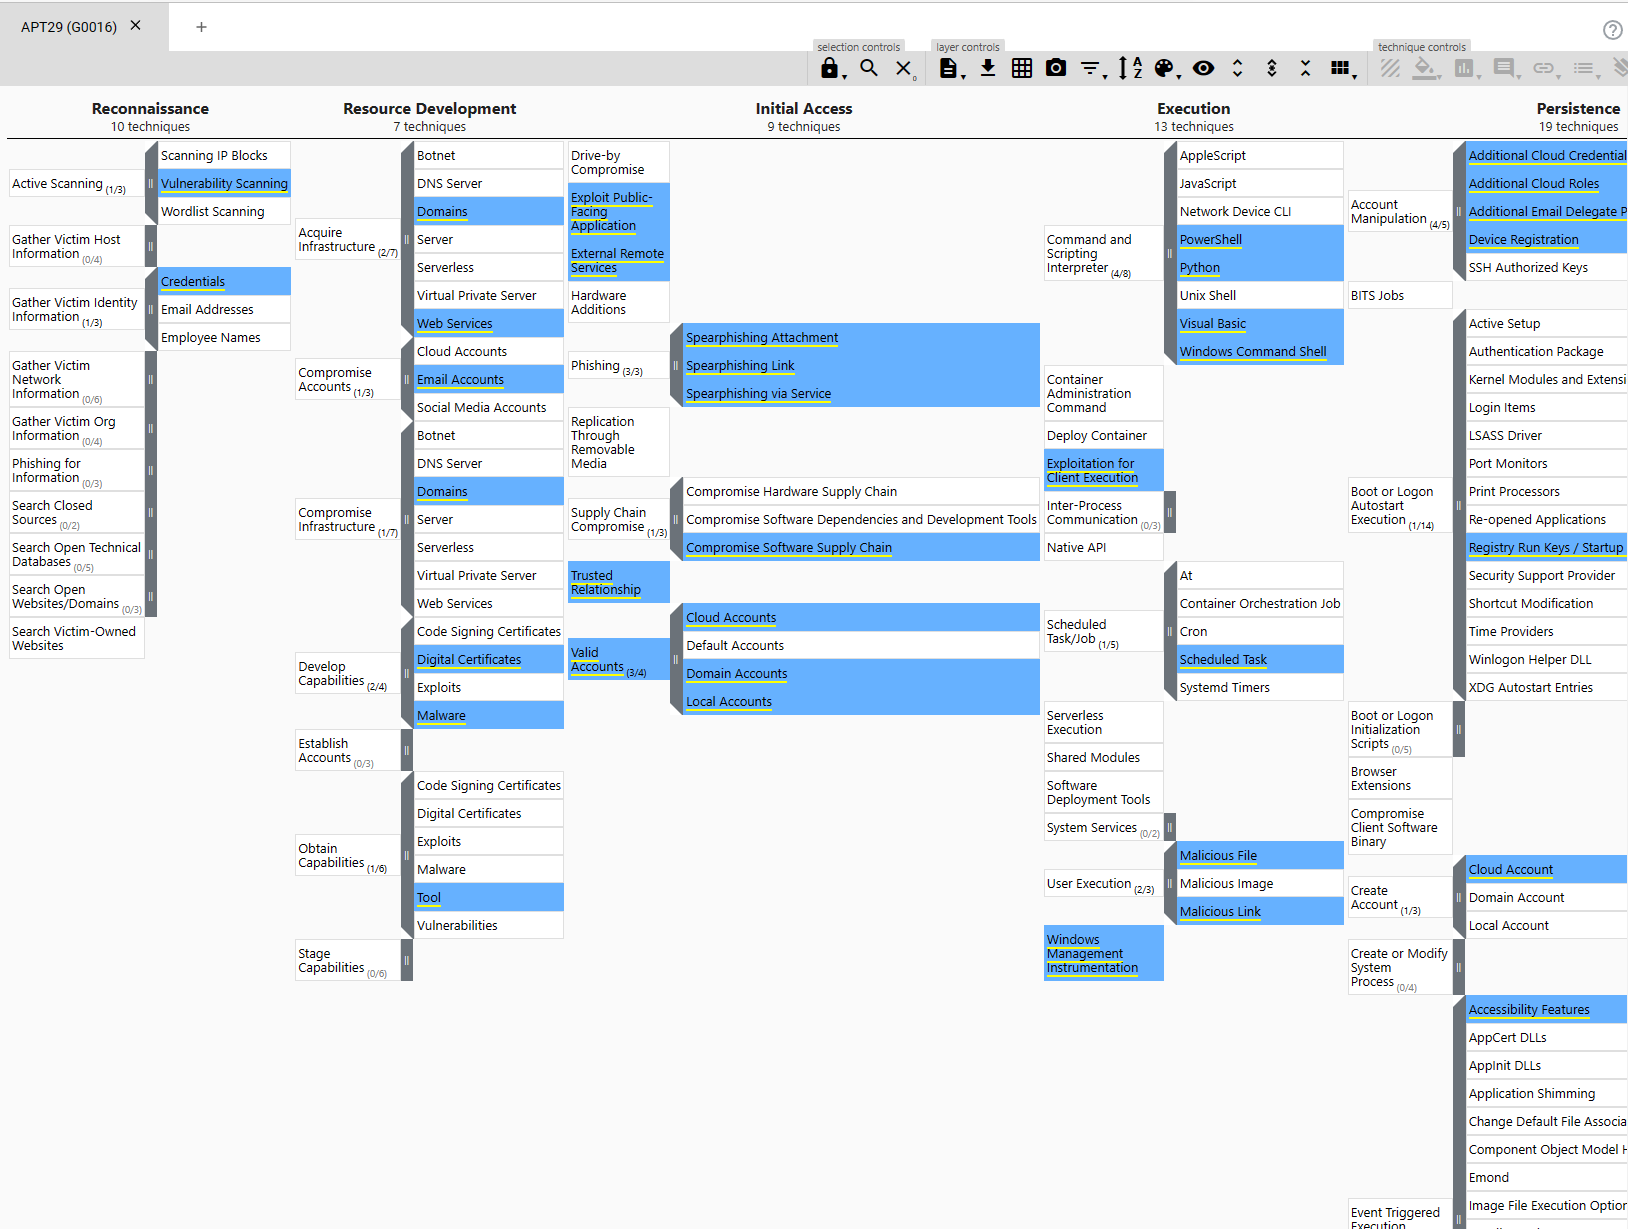 APT29 (G0016)
selection controls
layer controls
technique controls
Reconnaissance
10 techniques
Active Scanning (1/3)
Scanning IP Blocks
Vulnerability Scanning
Wordlist Scanning
Gather Victim Host
Information (0/4)
Gather Victim Identity
Information (1/3)
Credentials
Email Addresses
Employee Names
Gather Victim
Network
Information (0/6)
Gather Victim Org
Information (0/4)
Phishing for
Information (0/3)
Search Closed
Sources (0/2)
Search Open Technical
Databases (0/5)
Search Open
Websites/Domains (0/3)
Search Victim-Owned
Websites
Resource Development
7 techniques
Acquire
Infrastructure (2/7)
Botnet
DNS Server
Domains
Server
Serverless
Virtual Private Server
Web Services
Compromise
Accounts (1/3)
Cloud Accounts
Email Accounts
Social Media Accounts
Compromise
Infrastructure (1/7)
Botnet
DNS Server
Domains
Server
Serverless
Virtual Private Server
Web Services
Develop
Capabilities (2/4)
Code Signing Certificates
Digital Certificates
Exploits
Malware
Establish
Accounts (0/3)
Obtain
Capabilities (1/6)
Code Signing Certificates
Digital Certificates
Exploits
Malware
Tool
Vulnerabilities
Stage
Capabilities (0/6)
Initial Access
9 techniques
Drive-by
Compromise
Exploit Public-
Facing
Application
External Remote
Services
Hardware
Additions
Phishing (3/3)
Spearphishing Attachment
Spearphishing Link
Spearphishing via Service
Replication
Through
Removable
Media
Supply Chain
Compromise (1/3)
Compromise Hardware Supply Chain
Compromise Software Dependencies and Development Tools
Compromise Software Supply Chain
Trusted
Relationship
Valid
Accounts (3/4)
Cloud Accounts
Default Accounts
Domain Accounts
Local Accounts
Execution
13 techniques
Command and
Scripting
Interpreter (4/8)
AppleScript
JavaScript
Network Device CLI
PowerShell
Python
Unix Shell
Visual Basic
Windows Command Shell
Container
Administration
Command
Deploy Container
Exploitation for
Client Execution
Inter-Process
Communication (0/3)
Native API
Scheduled
Task/Job (1/5)
At
Container Orchestration Job
Cron
Scheduled Task
Systemd Timers
Serverless
Execution
Shared Modules
Software
Deployment Tools
System Services (0/2)
User Execution (2/3)
Malicious File
Malicious Image
Malicious Link
Windows
Management
Instrumentation
Persistence
19 techniques
Account
Manipulation (4/5)
Additional Cloud Credential
Additional Cloud Roles
Additional Email Delegate P
Device Registration
SSH Authorized Keys
BITS Jobs
Boot or Logon
Autostart
Execution (1/14)
Active Setup
Authentication Package
Kernel Modules and Extensi
Login Items
LSASS Driver
Port Monitors
Print Processors
Re-opened Applications
Registry Run Keys / Startup
Security Support Provider
Shortcut Modification
Time Providers
Winlogon Helper DLL
XDG Autostart Entries
Boot or Logon
Initialization
Scripts (0/5)
Browser
Extensions
Compromise
Client Software
Binary
Create
Account (1/3)
Cloud Account
Domain Account
Local Account
Create or Modify
System
Process (0/4)
Event Triggered
Execution
Accessibility Features
AppCert DLLs
AppInit DLLs
Application Shimming
Change Default File Associa
Component Object Model H
Emond
Image File Execution Option